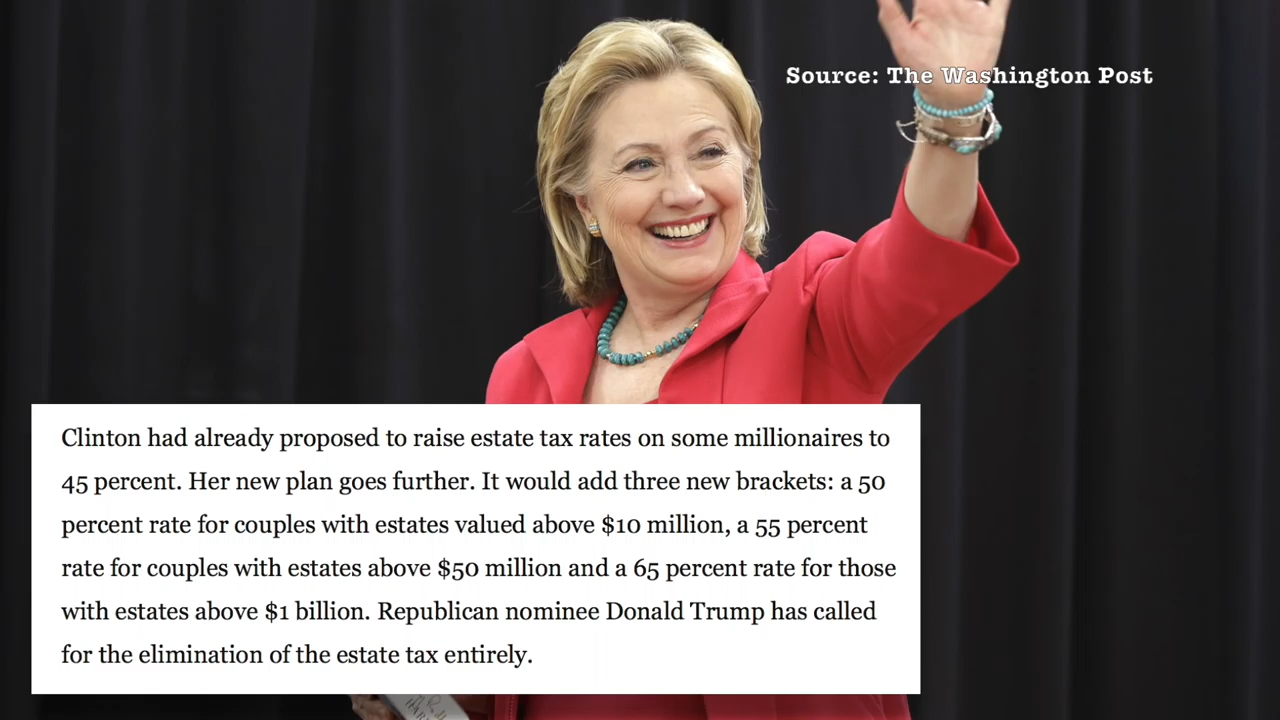 Source: The Washington Post
Clinton had already proposed to raise estate tax rates on some millionaires to
45 percent. Her new plan goes further. It would add three new brackets: a 50
percent rate for couples with estates valued above $10 million, a 55 percent
rate for couples with estates above $50 million and a 65 percent rate for those
with estates above $1 billion. Republican nominee Donald Trump has called
for the elimination of the estate tax entirely.